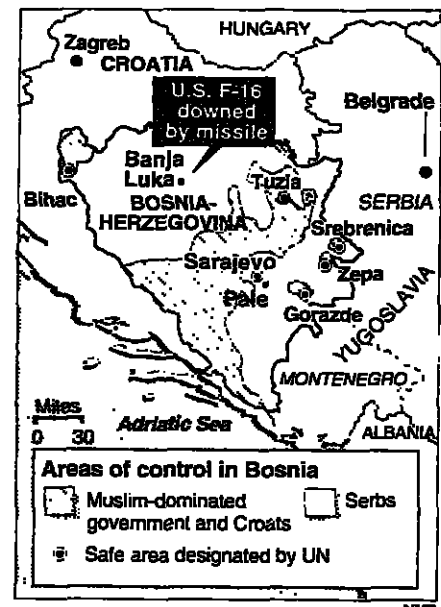 HUNGARY
Zagreb
CROATIA
U.S. F-16
downed
by missile
Belgrade
Banja
Luka
Tuzla
Bihac
BOSNIA-
HERZEGOVINA
SERBIA
Srebrenica
Sarajevo
Zepa
Pale
Gorazde
YUGOSLAVIA
MONTENEGRO
Miles
0 30
Adriatic Sea
ALBANIA
Areas of control in Bosnia
Muslim-dominated
government and Croats
Serbs
Safe area designated by UN